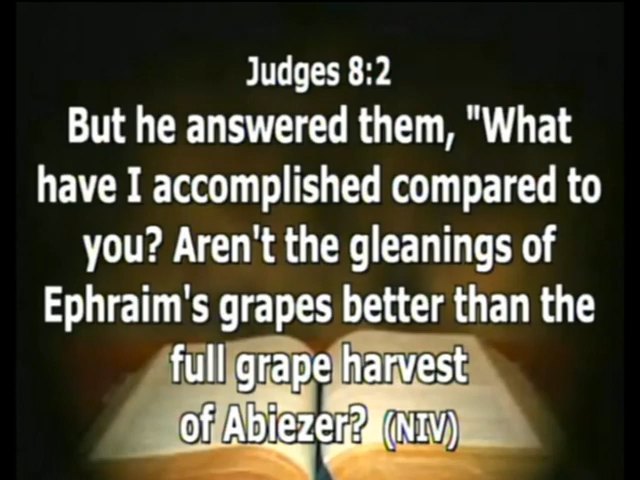 Judges 8:2
But he answered them, "What
have I accomplished compared to
you? Aren't the gleanings of
Ephraim's grapes better than the
full grape harvest
of Abiezer? (NIV)